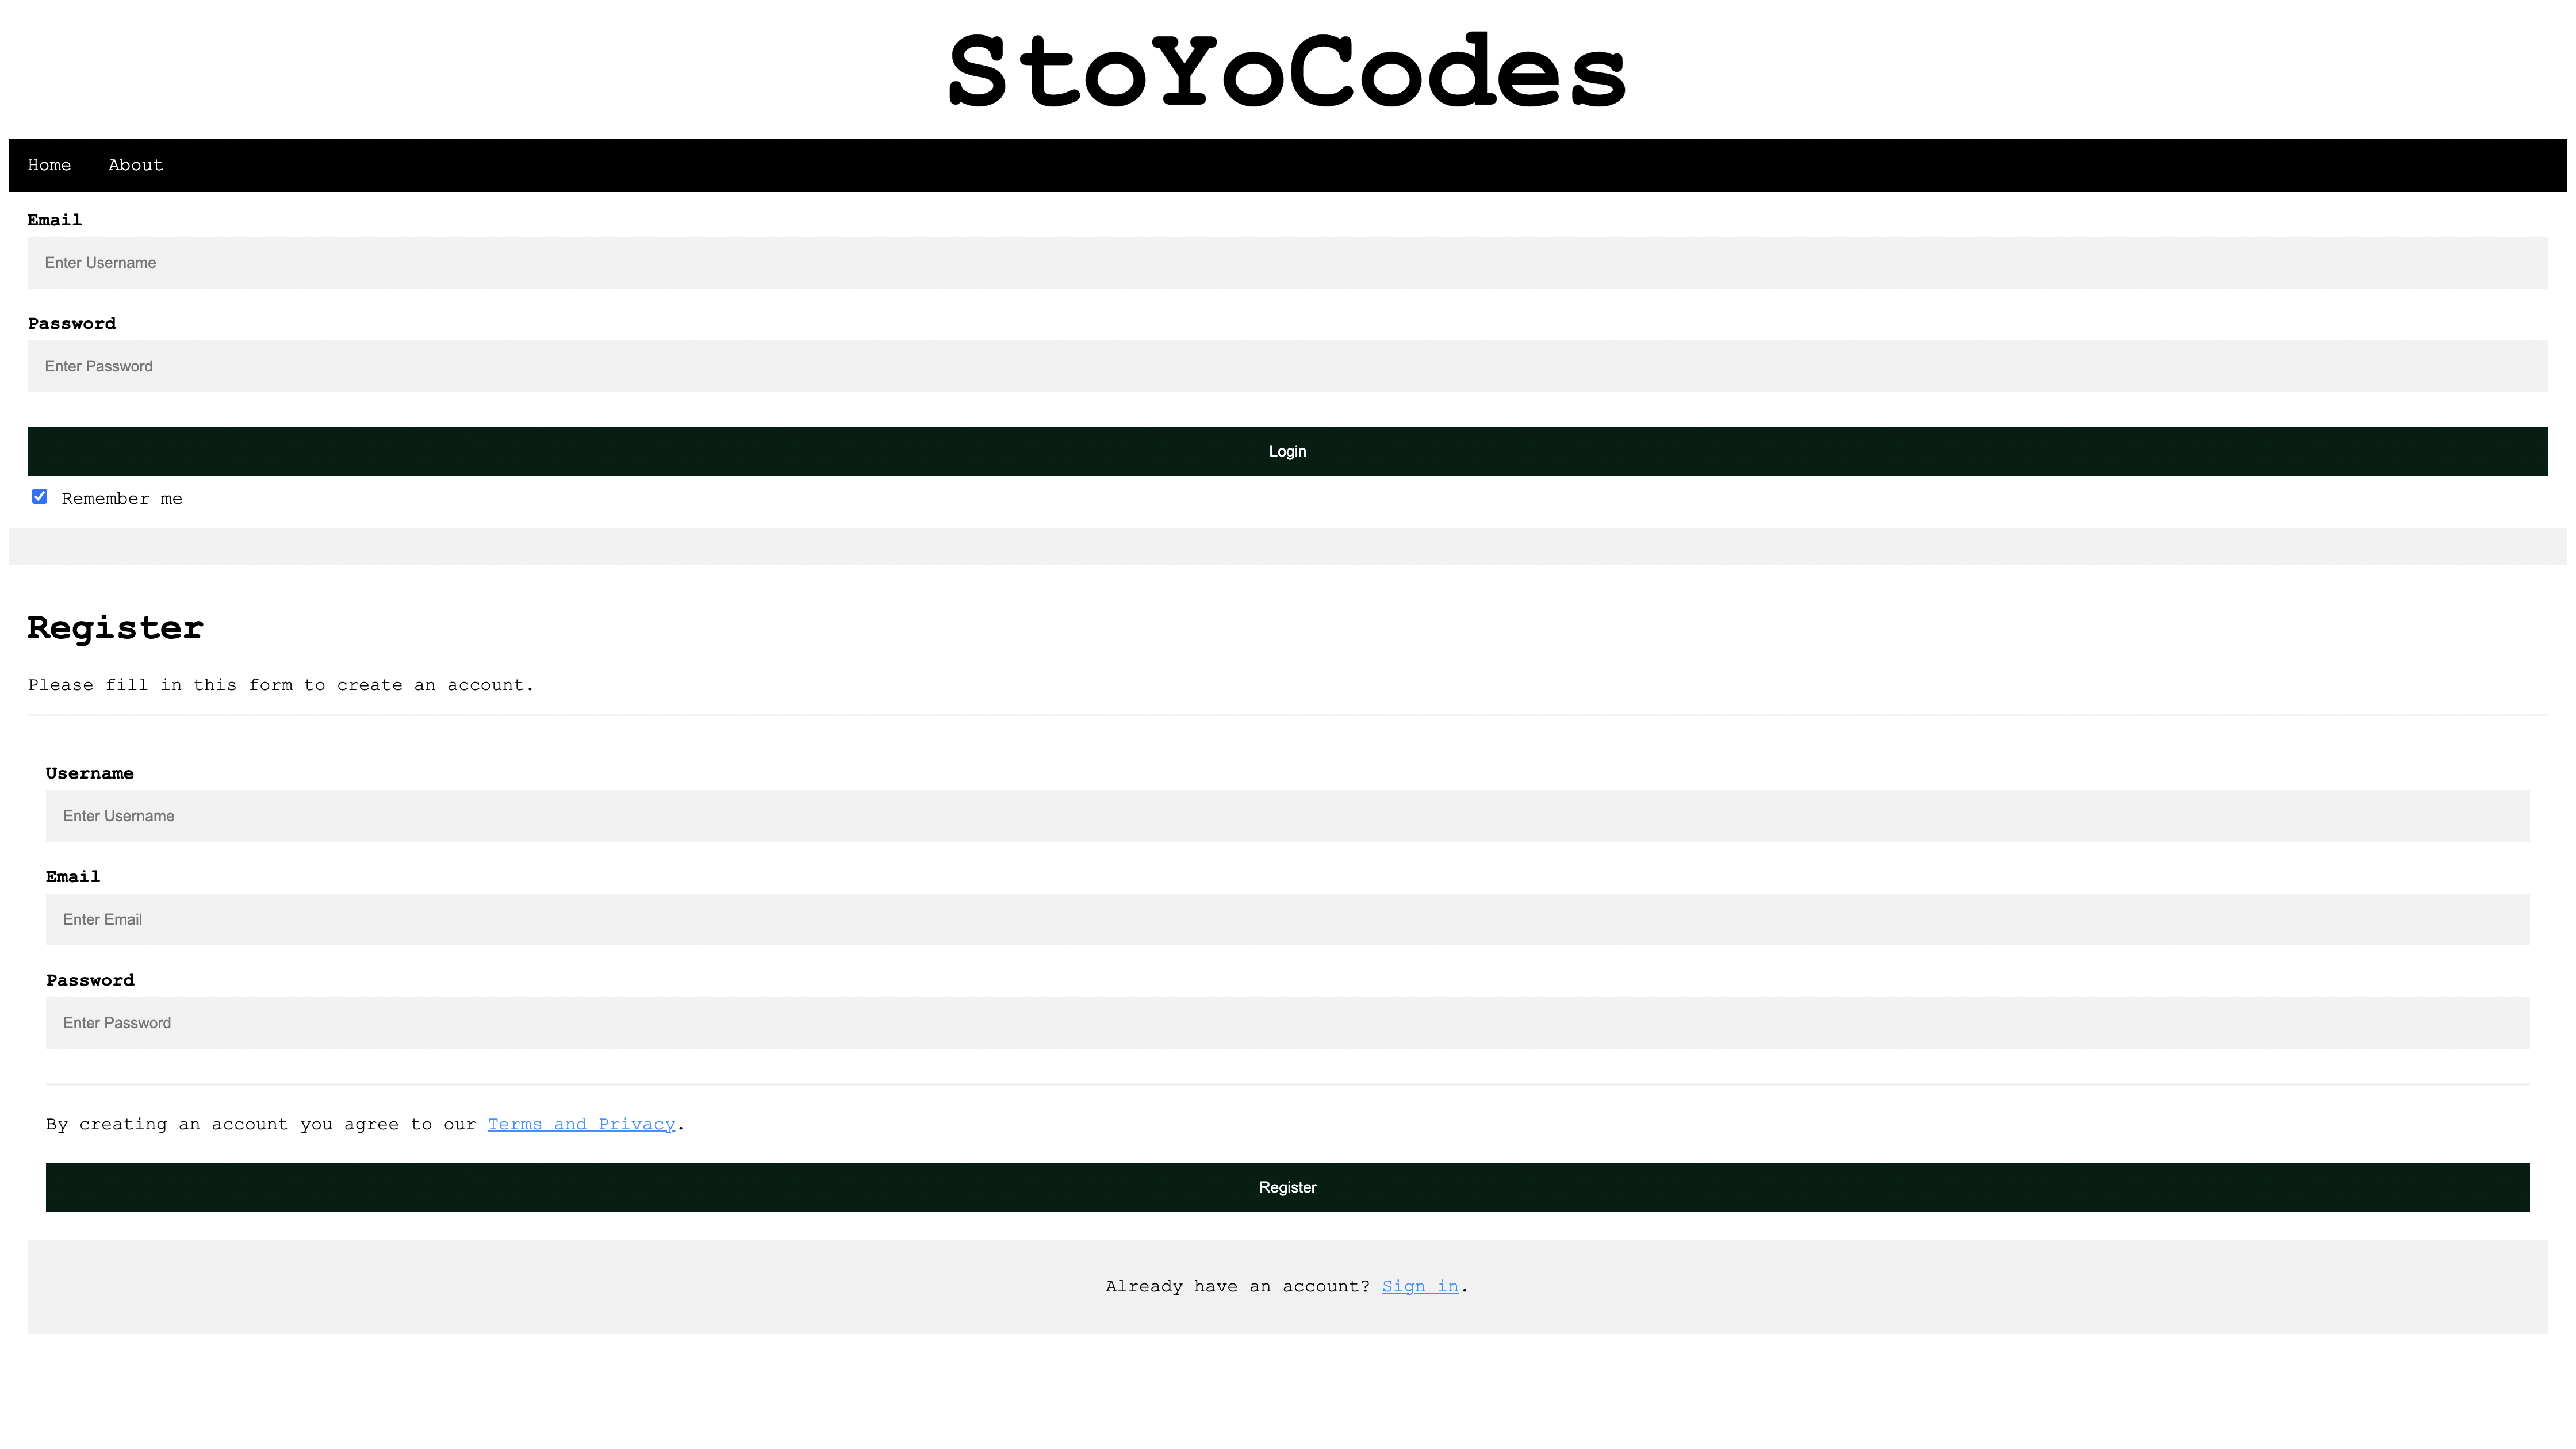 StoYoCodes
Home About
Email
Enter Username
Password
Enter Password
Login
Remember me
Register
Please fill in this form to create an account.
Username
Enter Username
Email
Enter Email
Password
Enter Password
By creating an account you agree to our Terms and Privacy.
Register
Already have an account? Sign in.